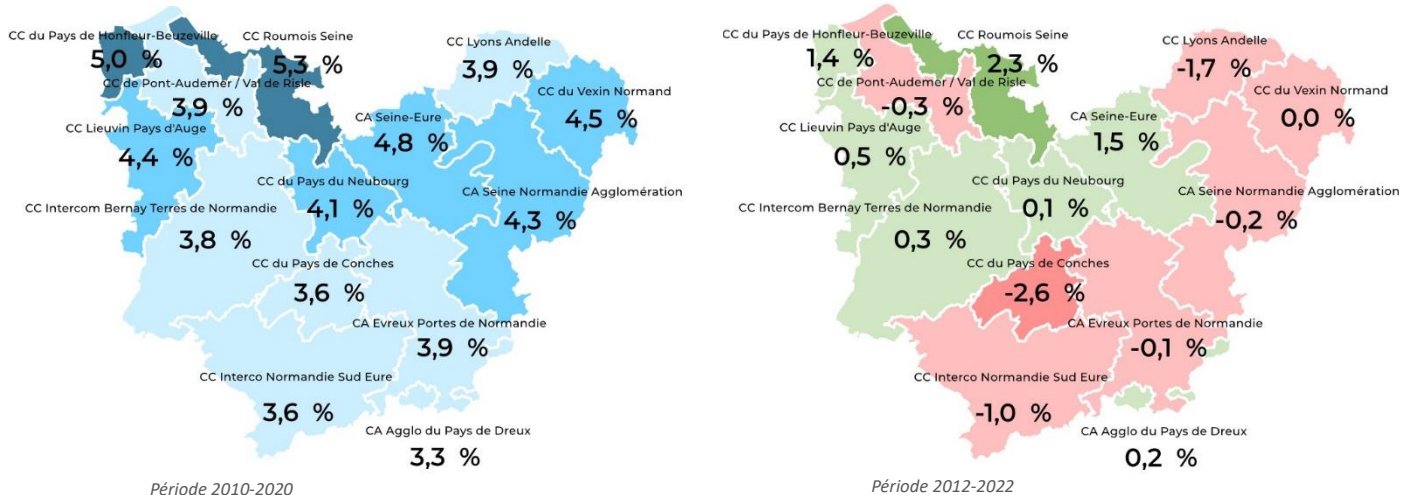 CC du Pays de Honfleur-Beuzeville
5,0 %
CC Roumois Seine
5,3 %
CC Lyons Andelle
3,9 %
CC de Pont-Audemer / Val de Risle
3,9 %
CC du Vexin Normand
4,5 %
CC Lieuvin Pays d'Auge
4,4 %
CA Seine-Eure
4,8 %
CC du Pays du Neubourg
4,1 %
CA Seine Normandie Agglomération
4,3 %
CC Intercom Bernay Terres de Normandie
3,8 %
CC du Pays de Conches
3,6 %
CA Evreux Portes de Normandie
3,9 %
CC Interco Normandie Sud Eure
3,6 %
CA Agglo du Pays de Dreux
3,3 %
Période 2010-2020
CC du Pays de Honfleur-Beuzeville
1,4 %
CC Roumois Seine
2,3 %
CC Lyons Andelle
-1,7 %
CC de Pont-Audemer / Val de Risle
-0,3 %
CC du Vexin Normand
0,0 %
CC Lieuvin Pays d'Auge
0,5 %
CA Seine-Eure
1,5 %
CC du Pays du Neubourg
0,1 %
CA Seine Normandie Agglomération
-0,2 %
CC Intercom Bernay Terres de Normandie
0,3 %
CC du Pays de Conches
-2,6 %
CA Evreux Portes de Normandie
-0,1 %
CC Interco Normandie Sud Eure
-1,0 %
CA Agglo du Pays de Dreux
0,2 %
Période 2012-2022